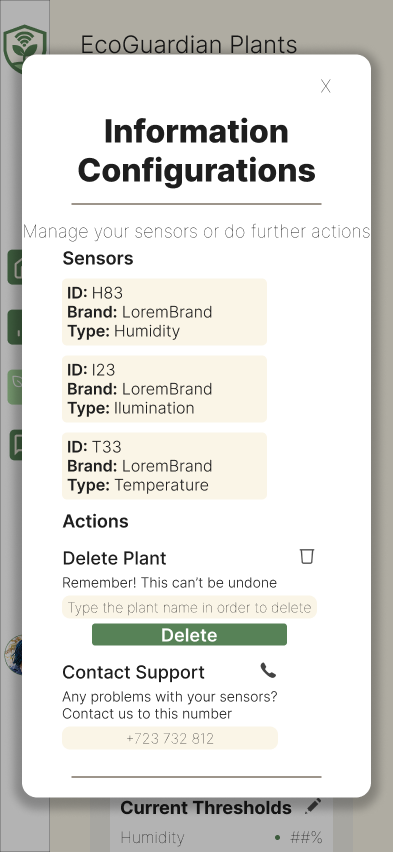 EcoGuardian Plants
X
Information
Configurations
Manage your sensors or do further actions
Sensors
ID: H83
Brand: LoremBrand
Type: Humidity
ID: I23
Brand: LoremBrand
Type: Ilumination
ID: T33
Brand: LoremBrand
Type: Temperature
Actions
Delete Plant
Remember! This can’t be undone
Type the plant name in order to delete
Delete
Contact Support
Any problems with your sensors?
Contact us to this number
+723 732 812
Current Thresholds
Humidity • ##%